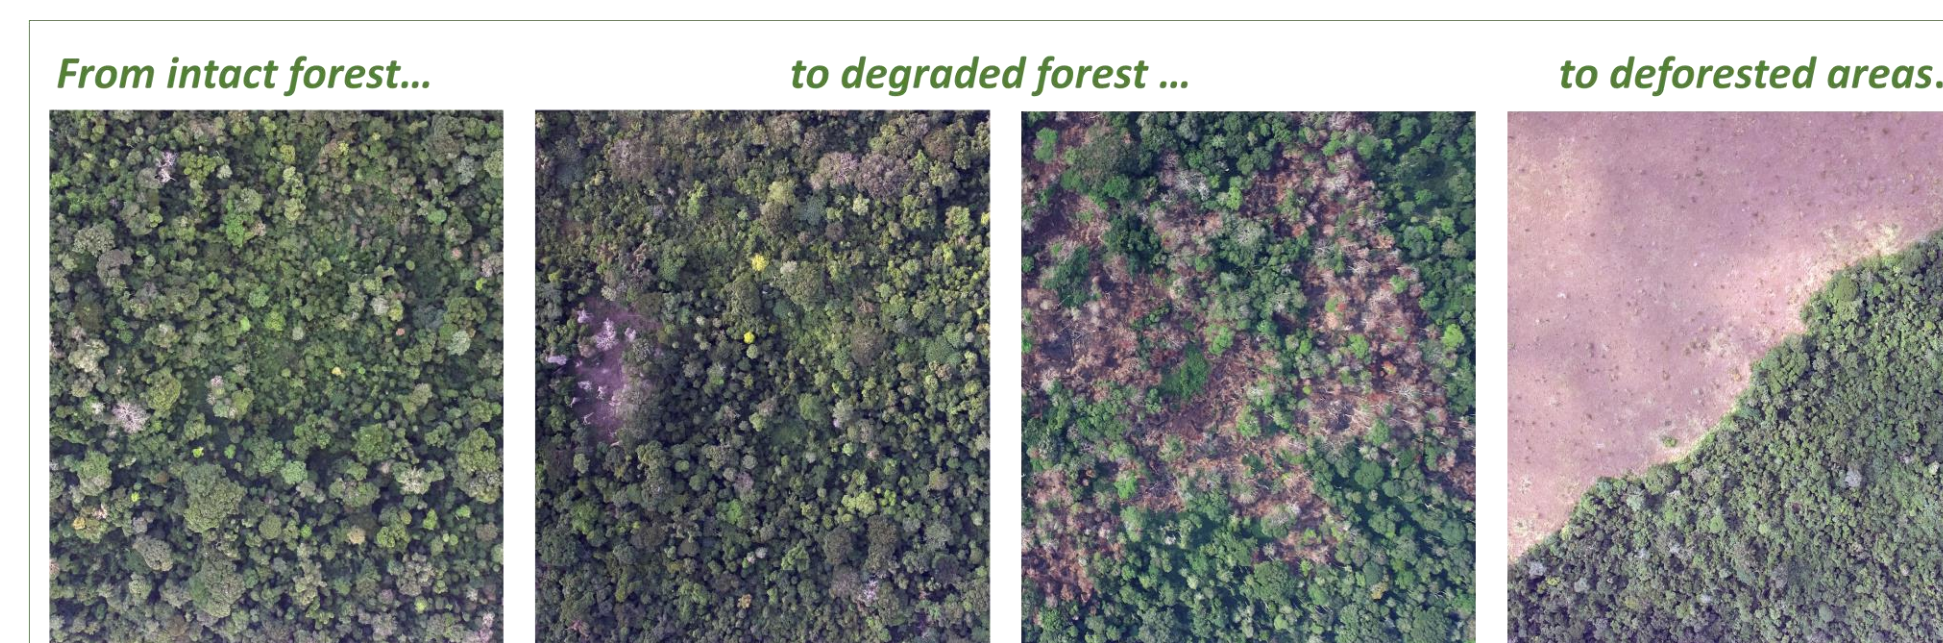 From intact forest…
to degraded forest …
to deforested areas.